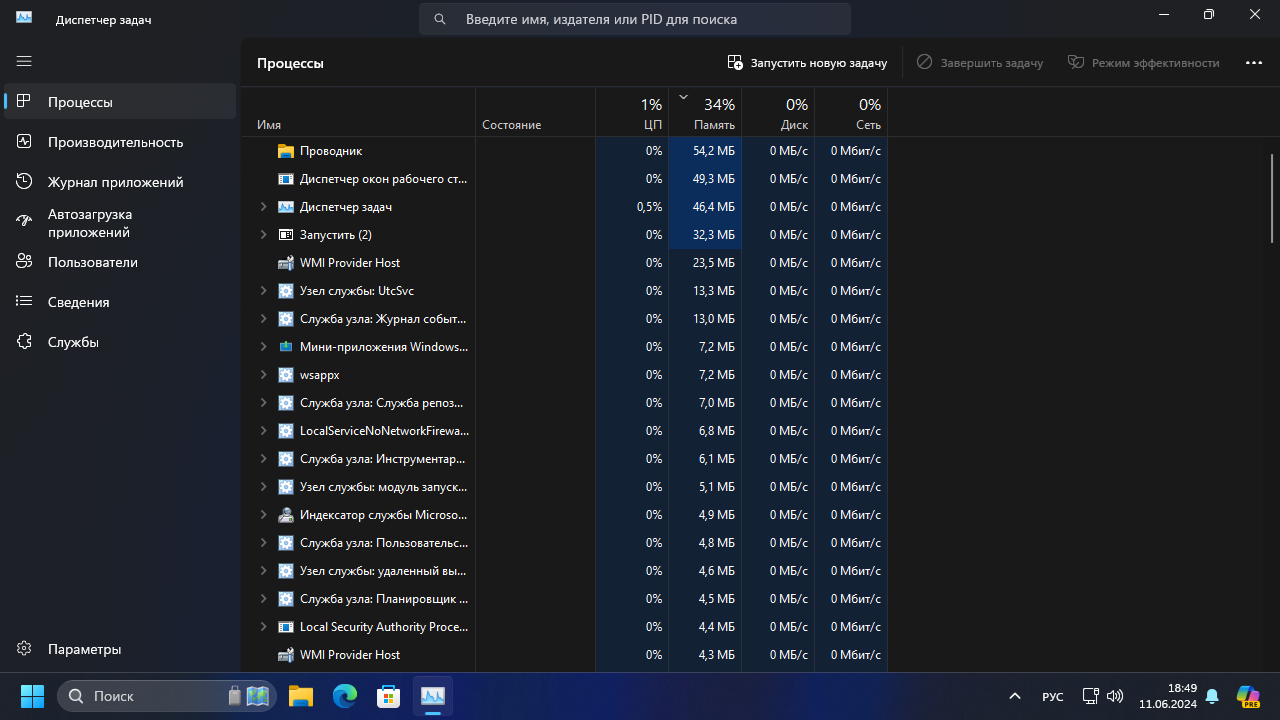 Диспетчер задач
Введите имя, издателя или PID для поиска
Процессы
Производительность
Журнал приложений
Автозагрузка
приложений
Пользователи
Сведения
Службы
Параметры
Процессы
Запустить новую задачу
Завершить задачу
Режим эффективности
1% 34% 0% 0%
Имя Состояние ЦП Память Диск Сеть
Проводник 0% 54,2 МБ 0 МБ/с 0 Мбит/с
Диспетчер окон рабочего ст... 0% 49,3 МБ 0 МБ/с 0 Мбит/с
Диспетчер задач 0,5% 46,4 МБ 0 МБ/с 0 Мбит/с
Запустить (2) 0% 32,3 МБ 0 МБ/с 0 Мбит/с
WMI Provider Host 0% 23,5 МБ 0 МБ/с 0 Мбит/с
Узел службы: UtcSvc 0% 13,3 МБ 0 МБ/с 0 Мбит/с
Служба узла: Журнал событ... 0% 13,0 МБ 0 МБ/с 0 Мбит/с
Мини-приложения Windows... 0% 7,2 МБ 0 МБ/с 0 Мбит/с
wsappx 0% 7,2 МБ 0 МБ/с 0 Мбит/с
Служба узла: Служба репоз... 0% 7,0 МБ 0 МБ/с 0 Мбит/с
LocalServiceNoNetworkFirewa... 0% 6,8 МБ 0 МБ/с 0 Мбит/с
Служба узла: Инструментар... 0% 6,1 МБ 0 МБ/с 0 Мбит/с
Узел службы: модуль запуск... 0% 5,1 МБ 0 МБ/с 0 Мбит/с
Индексатор службы Microso... 0% 4,9 МБ 0 МБ/с 0 Мбит/с
Служба узла: Пользовательс... 0% 4,8 МБ 0 МБ/с 0 Мбит/с
Узел службы: удаленный вы... 0% 4,6 МБ 0 МБ/с 0 Мбит/с
Служба узла: Планировщик ... 0% 4,5 МБ 0 МБ/с 0 Мбит/с
Local Security Authority Proce... 0% 4,4 МБ 0 МБ/с 0 Мбит/с
WMI Provider Host 0% 4,3 МБ 0 МБ/с 0 Мбит/с
Поиск
РУС
18:49
11.06.2024
PRE